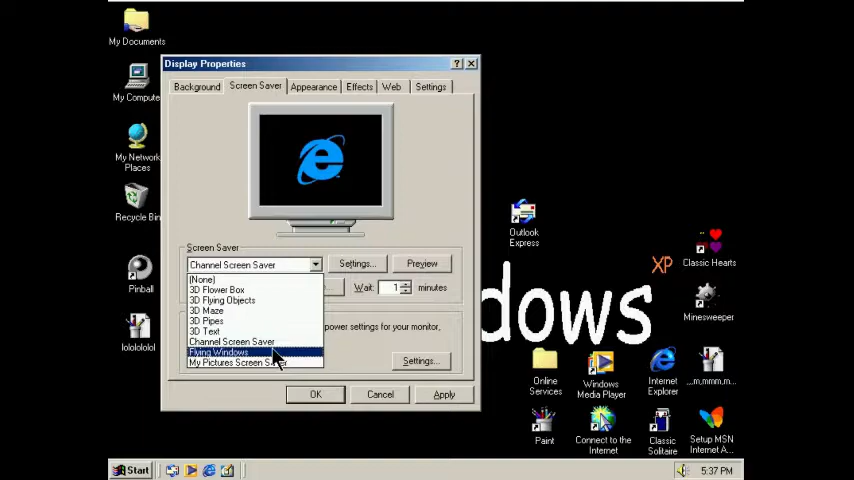 My Documents
Display Properties
Background
Screen Saver
Appearance
Effects
Web
Settings
My Compute
My Network
Places
Recycle Bin
Outlook
Express
XP
Classic Hearts
Screen Saver
Channel Screen Saver
Settings...
Preview
(None)
3D Flower Box
3D Flying Objects
3D Maze
3D Pipes
3D Text
Channel Screen Saver
Flying Windows
My Pictures Screen Saver
Wait:
1
minutes
Pinball
Minesweeper
dows
power settings for your monitor,
lolololololol
Settings...
Online
Services
Windows
Media Player
Internet
Explorer
,,,m,mmm,m...
OK
Cancel
Apply
Paint
Connect to the
Internet
Classic
Solitaire
Setup MSN
Internet A...
Start
5:37 PM